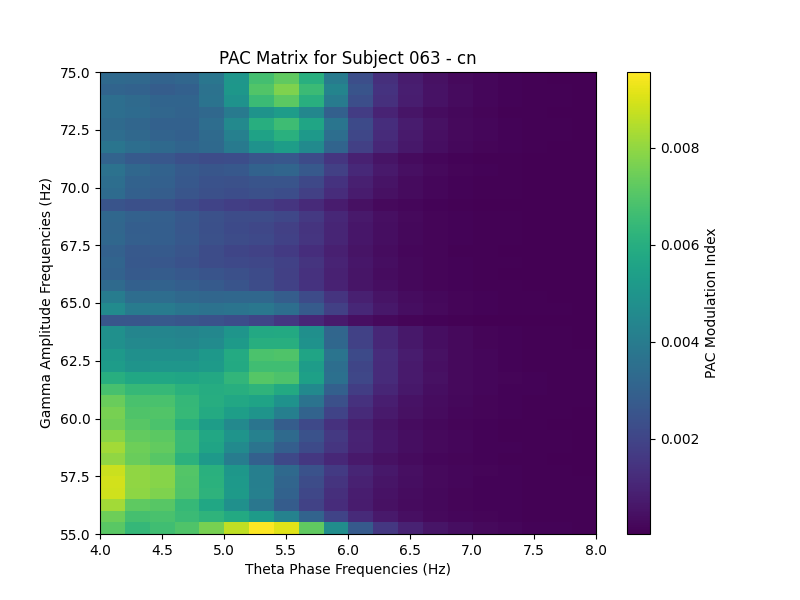 PAC Matrix for Subject 063 - cn
75.0
72.5
70.0
67.5
65.0
62.5
60.0
57.5
55.0
Gamma Amplitude Frequencies (Hz)
4.0 4.5 5.0 5.5 6.0 6.5 7.0 7.5 8.0
Theta Phase Frequencies (Hz)
0.008
0.006
0.004
0.002
PAC Modulation Index